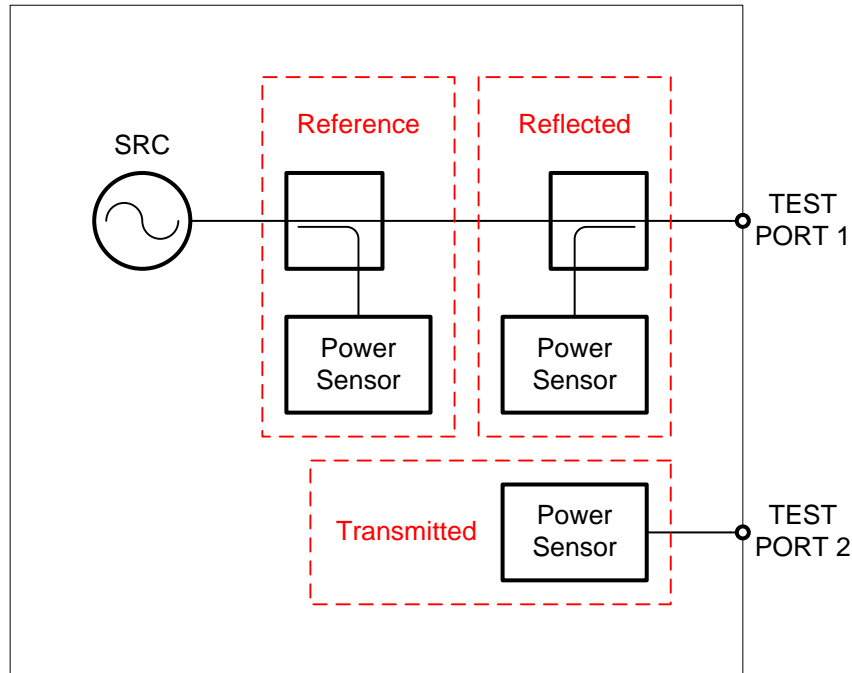 Reference
Reflected
SRC
TEST
PORT 1
Power
Sensor
Power
Sensor
Transmitted
Power
Sensor
TEST
PORT 2